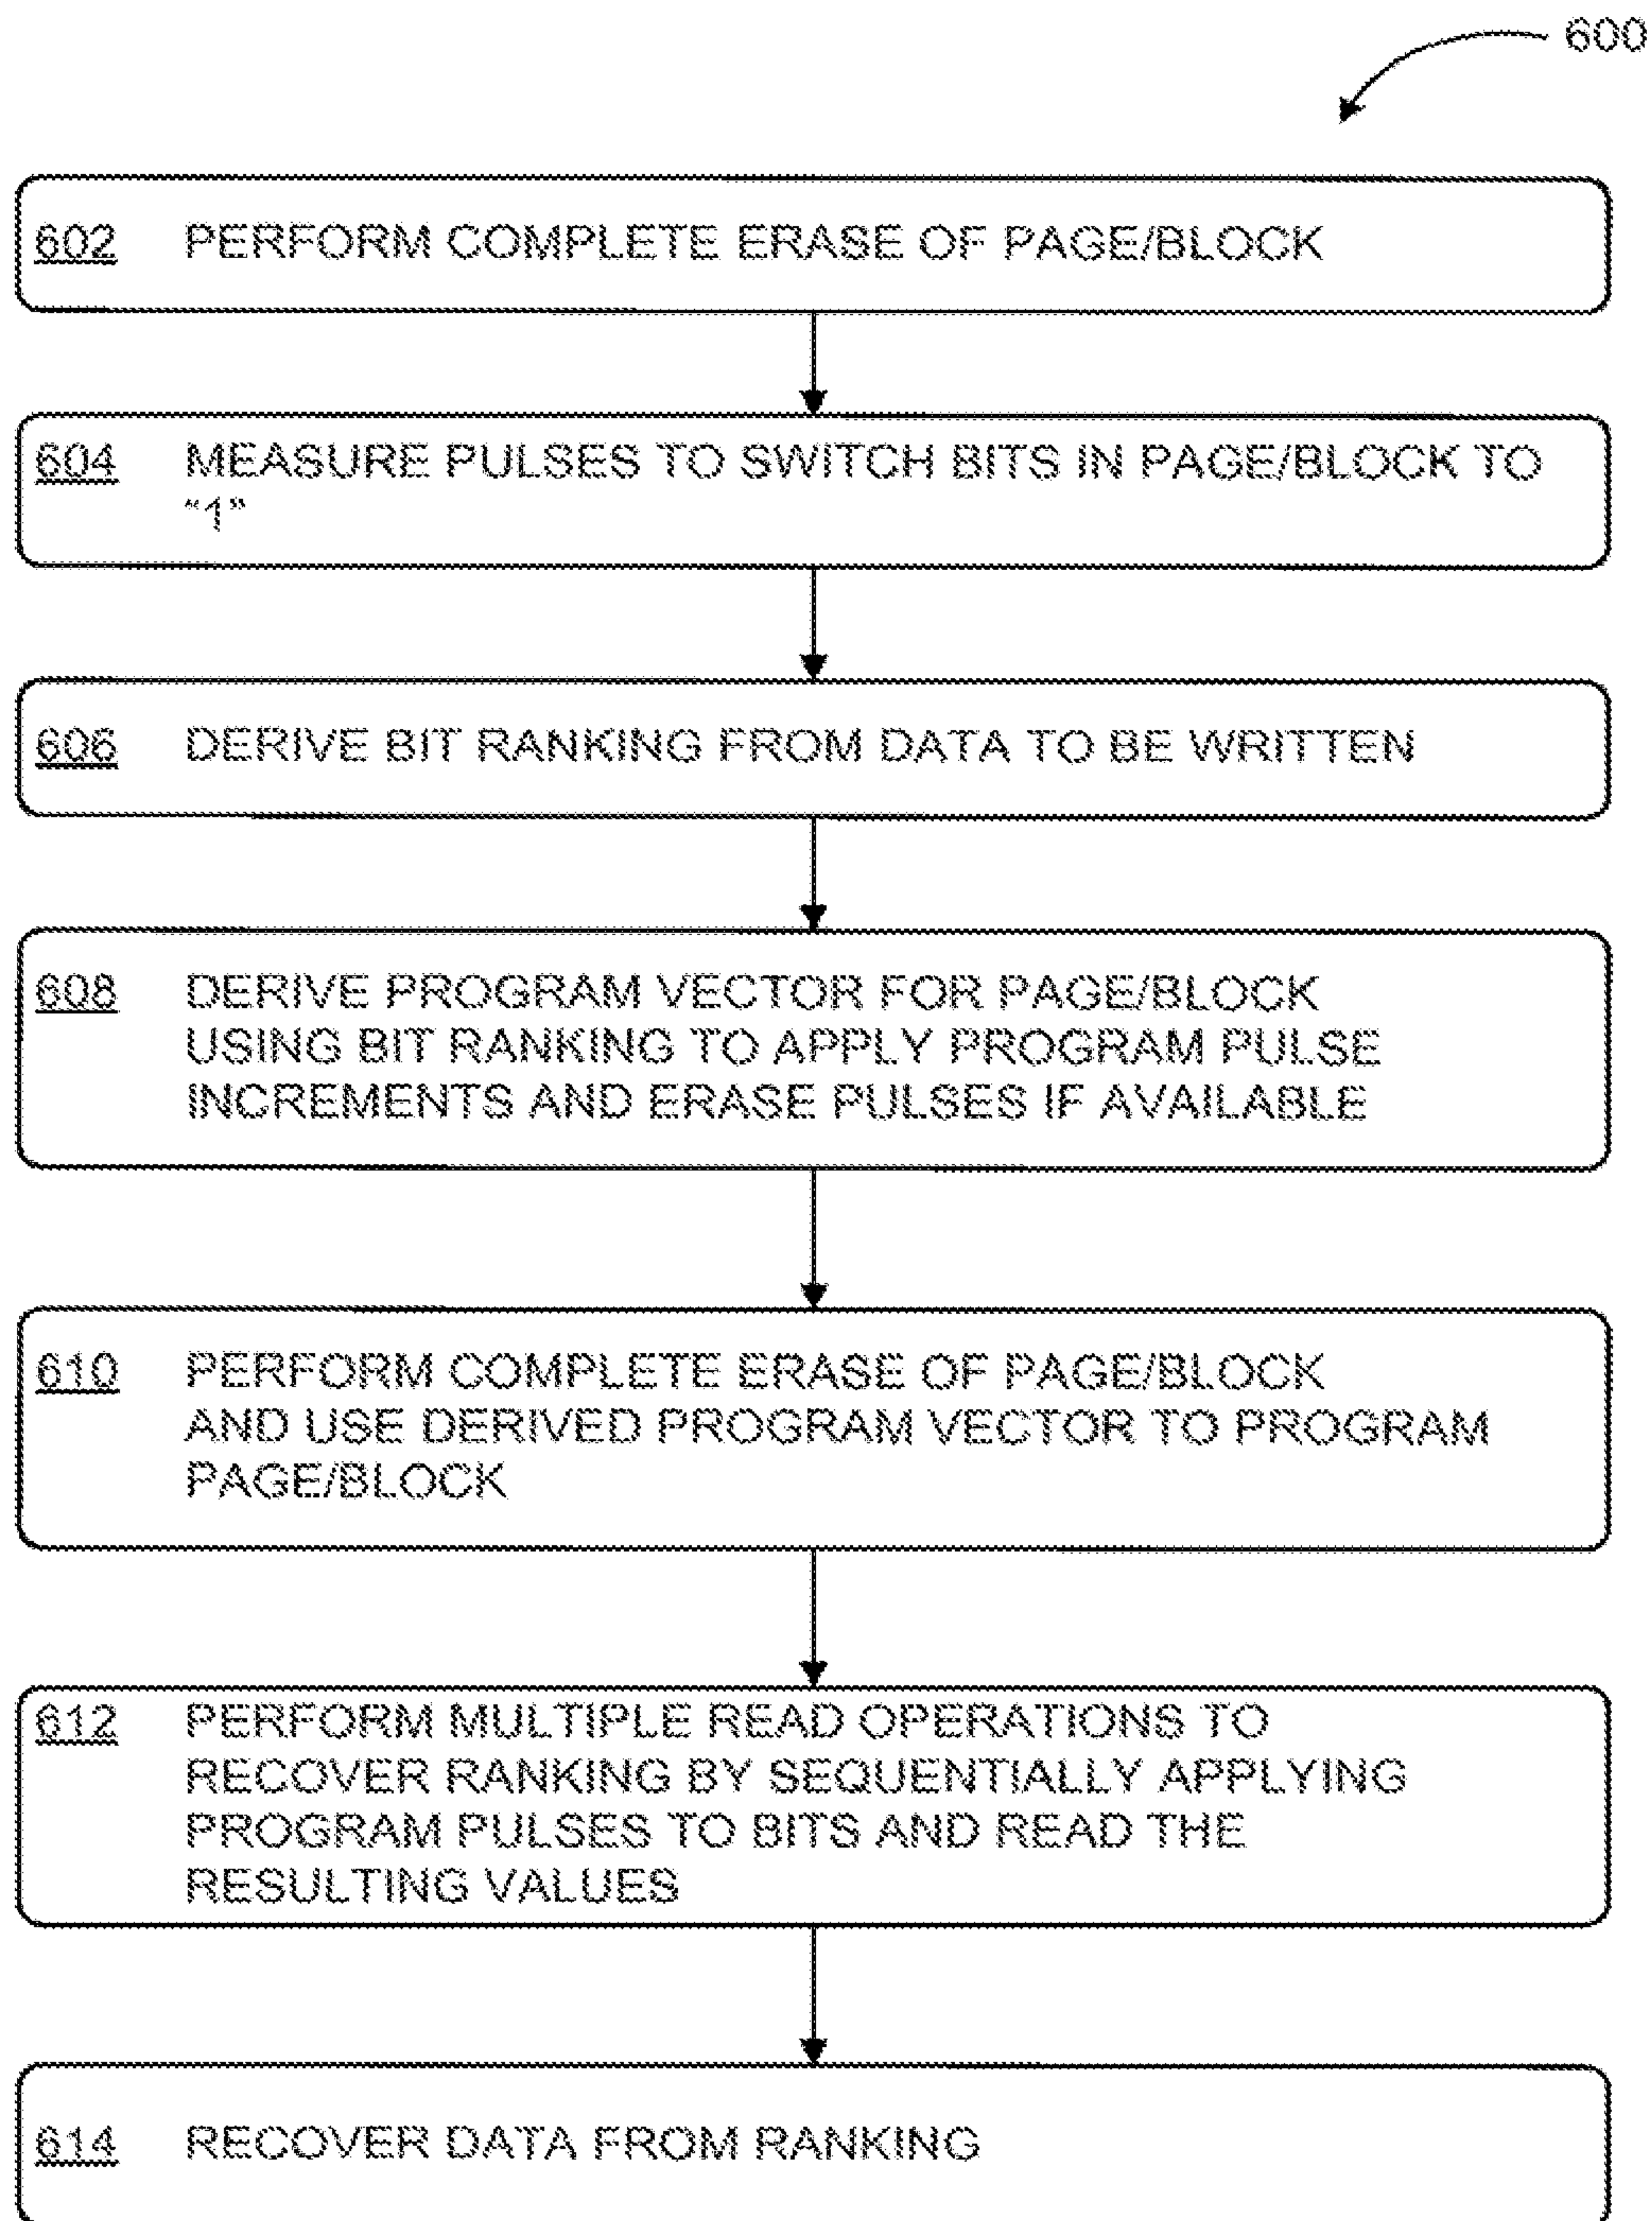 600
602 PERFORM COMPLETE ERASE OF PAGE/BLOCK
604 MEASURE PULSES TO SWITCH BITS IN PAGE/BLOCK TO
"1"
606 DERIVE BIT RANKING FROM DATA TO BE WRITTEN
608 DERIVE PROGRAM VECTOR FOR PAGE/BLOCK
USING BIT RANKING TO APPLY PROGRAM PULSE
INCREMENTS AND ERASE PULSES IF AVAILABLE
610 PERFORM COMPLETE ERASE OF PAGE/BLOCK
AND USE DERIVED PROGRAM VECTOR TO PROGRAM
PAGE/BLOCK
612 PERFORM MULTIPLE READ OPERATIONS TO
RECOVER RANKING BY SEQUENTIALLY APPLYING
PROGRAM PULSES TO BITS AND READ THE
RESULTING VALUES
614 RECOVER DATA FROM RANKING